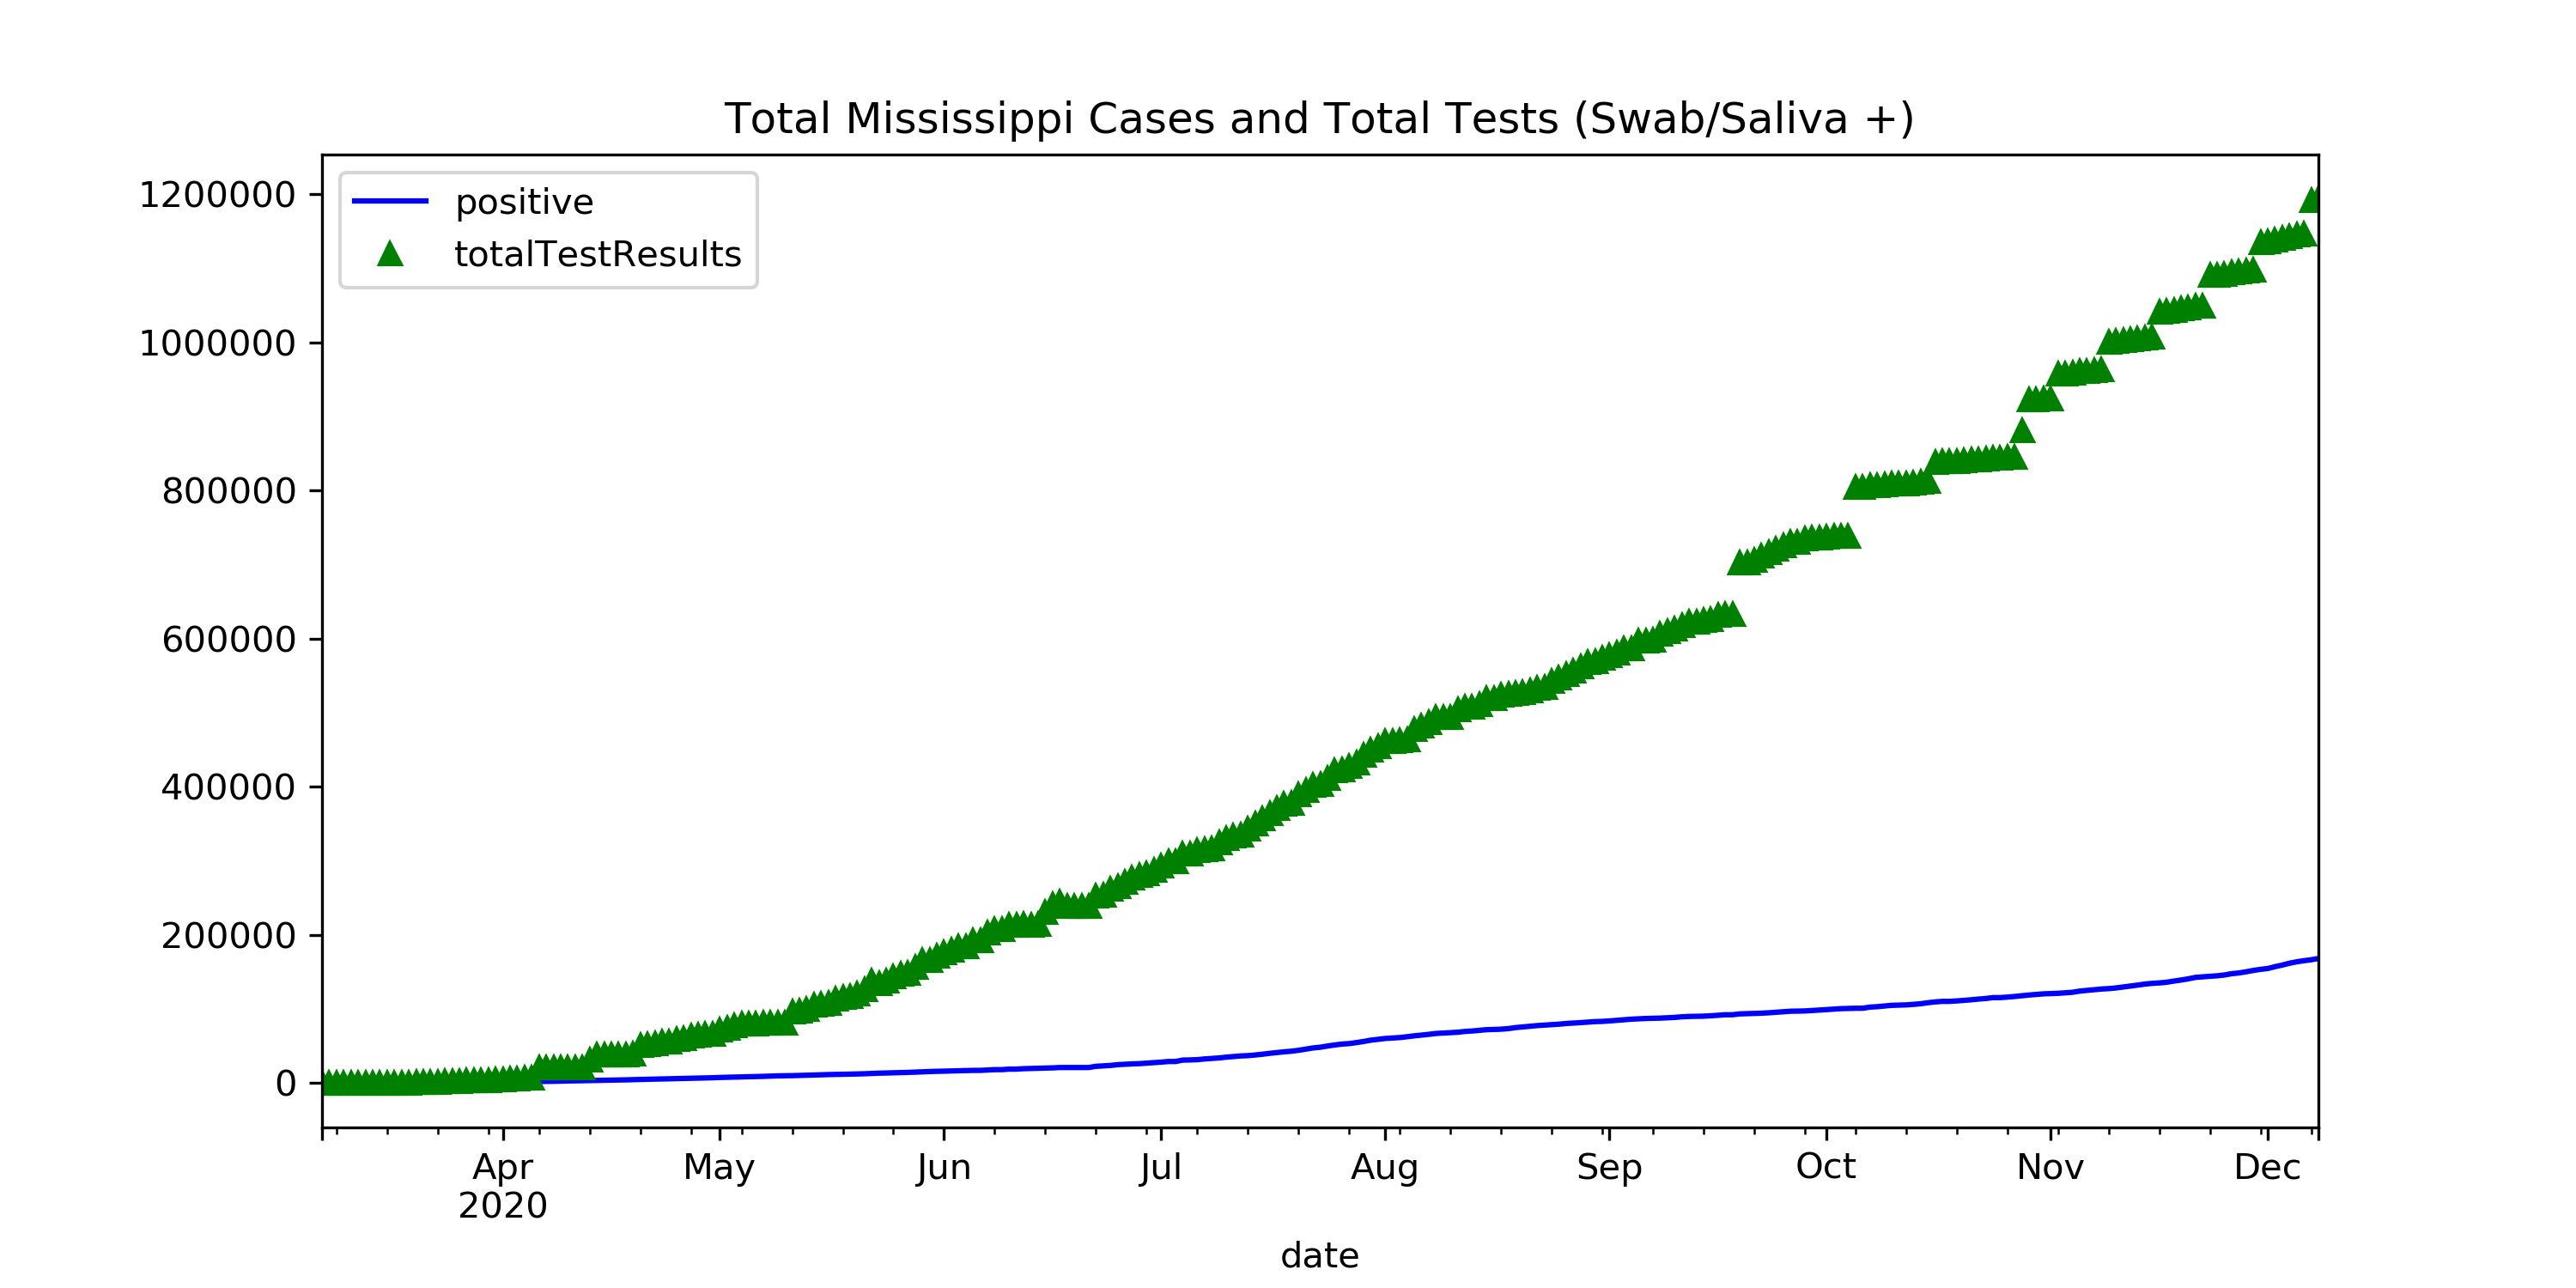 Total Mississippi Cases and Total Tests (Swab/Saliva +)
positive
totalTestResults
1200000
1000000
800000
600000
400000
200000
0
Apr May Jun Jul Aug Sep Oct Nov Dec
2020
date